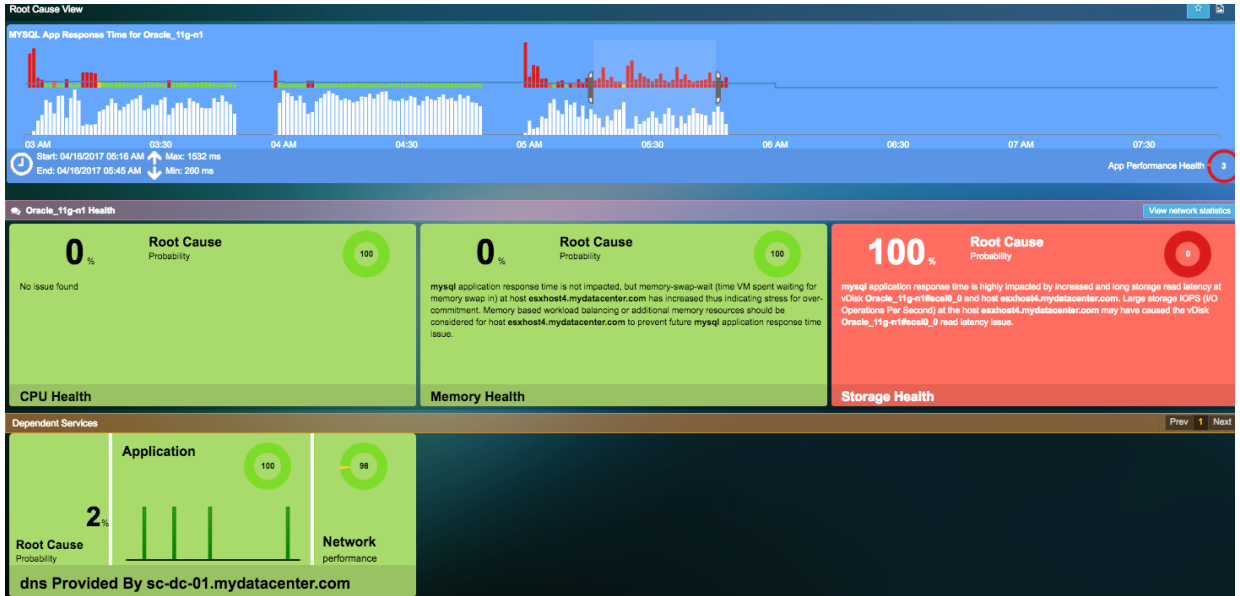 Root Cause View
MYSQL App Response Time for Oracle_11g-n1
03 AM 03:30 04 AM 04:30 05 AM 05:30 06 AM 06:30 07 AM 07:30
Start: 04/16/2017 05:16 AM Max: 1532 ms
End: 04/16/2017 05:45 AM Min: 260 ms
App Performance Health 3
Oracle_11g-n1 Health View network statistics
0 %
Root Cause
Probability
100
No issue found
CPU Health
0 %
Root Cause
Probability
100
mysql application response time is not impacted, but memory-swap-wait (time VM spent waiting for
memory swap in) at host esxhost4.mydatacenter.com has increased thus indicating stress for over-
commitment. Memory based workload balancing or additional memory resources should be
considered for host esxhost4.mydatacenter.com to prevent future mysql application response time
issue.
Memory Health
100 %
Root Cause
Probability
0
mysql application response time is highly impacted by increased and long storage read latency at
vDisk Oracle_11g-n1#scsi0_0 and host esxhost4.mydatacenter.com. Large storage IOPS (I/O
Operations Per Second) at the host esxhost4.mydatacenter.com may have caused the vDisk
Oracle_11g-n1#scsi0_0 read latency issue.
Storage Health
Dependent Services Prev 1 Next
2%
Root Cause
Probability
Application
100
98
Network
performance
dns Provided By sc-dc-01.mydatacenter.com